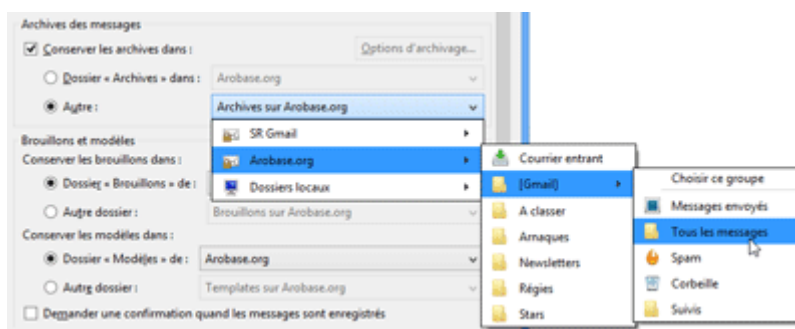 Archives des messages
Conserver les archives dans :
Options d'archivage...
Dossier « Archives » dans :
Arobase.org
Autre :
Archives sur Arobase.org
SR Gmail
Arobase.org
Dossiers locaux
Courrier entrant
[Gmail]
A classer
Arnaques
Newsletters
Régies
Stars
Choisir ce groupe
Messages envoyés
Tous les messages
Spam
Corbeille
Suivis
Brouillons et modèles
Conserver les brouillons dans :
Dossier « Brouillons » de :
Autre dossier :
Brouillons sur Arobase.org
Conserver les modèles dans :
Dossier « Modèles » de :
Arobase.org
Autre dossier :
Templates sur Arobase.org
Demander une confirmation quand les messages sont enregistrés